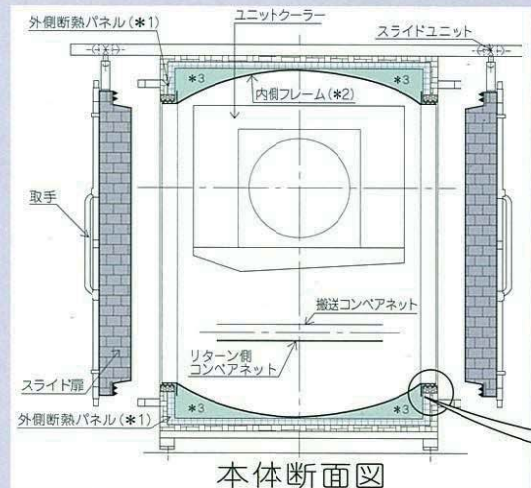 外側断熱パネル(*1)
ユニットクーラー
スライドユニット
*3
*3
内側フレーム(*2)
取手
搬送コンベアネット
リターン側
コンベアネット
スライド扉
*3
*3
外側断熱パネル(*1)
本体断面図